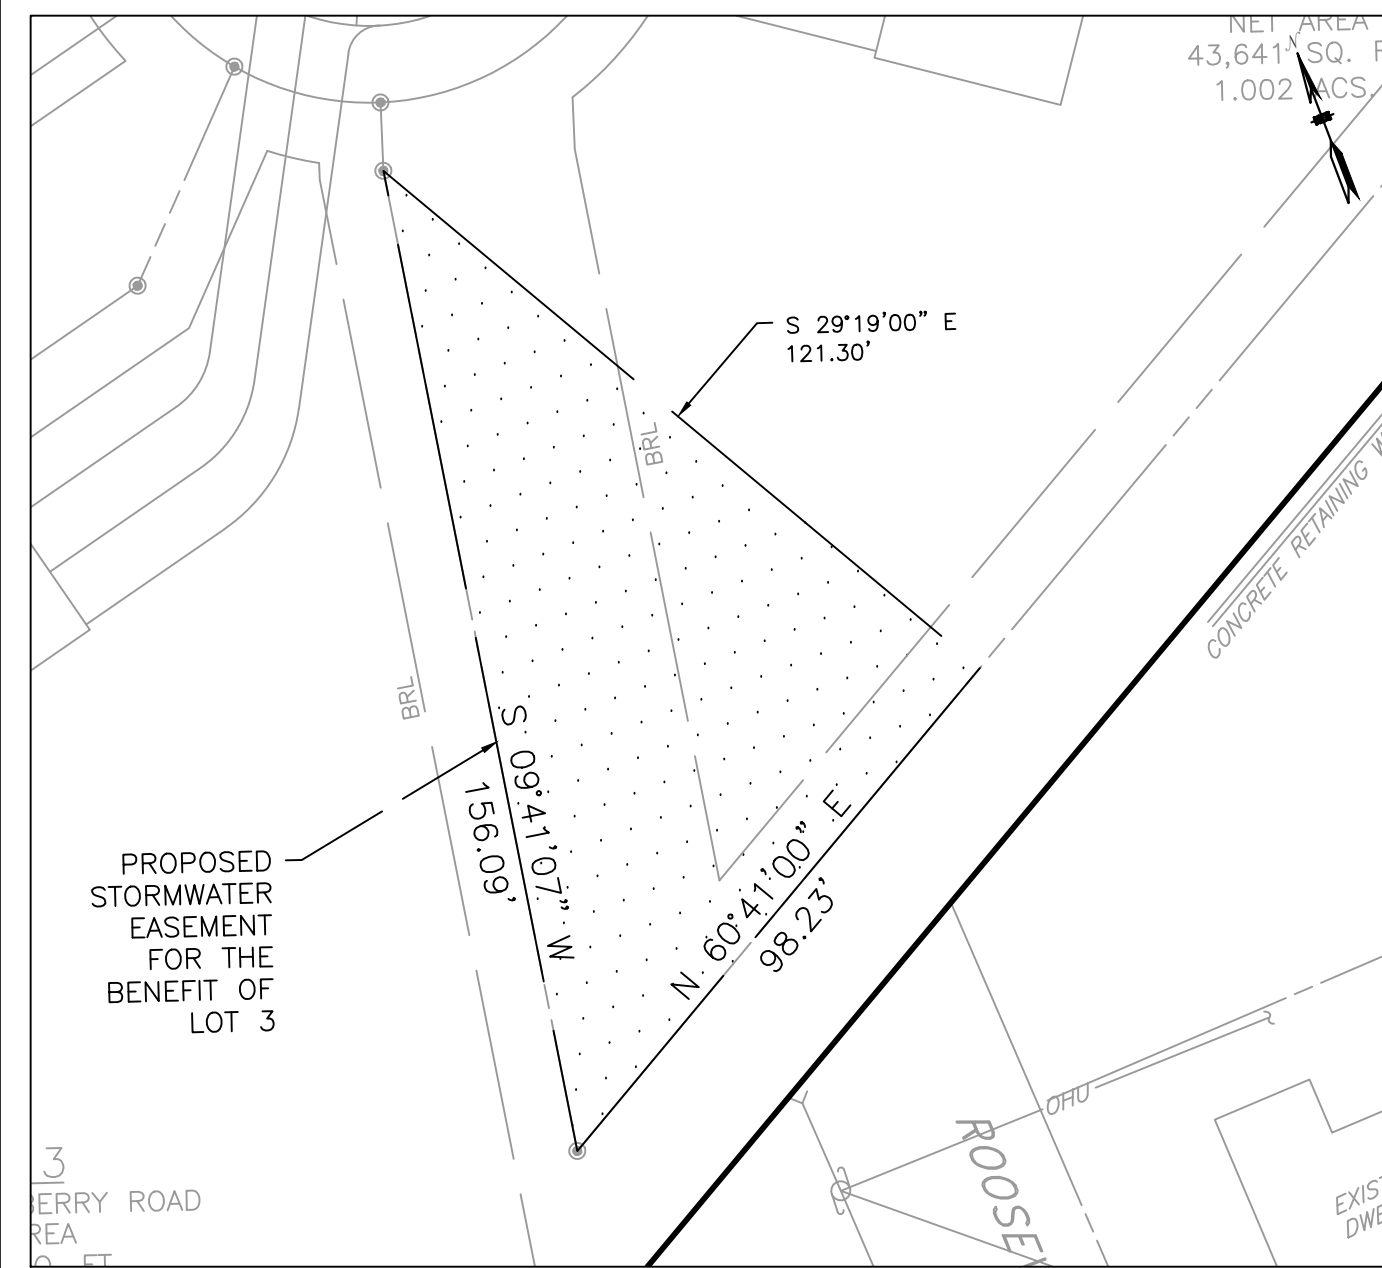 NET AREA
43,641 SQ. F
1.002 ACS.
N
S 29°19'00" E
121.30'
BRL
CONCRETE RETAINING W
BRL
S 09°41'07" W
156.09'
N 60°41'00" E
98.23'
PROPOSED
STORMWATER
EASEMENT
FOR THE
BENEFIT OF
LOT 3
OHU
3
BERRY ROAD
REA
ROOSEV
EXIST
DWE